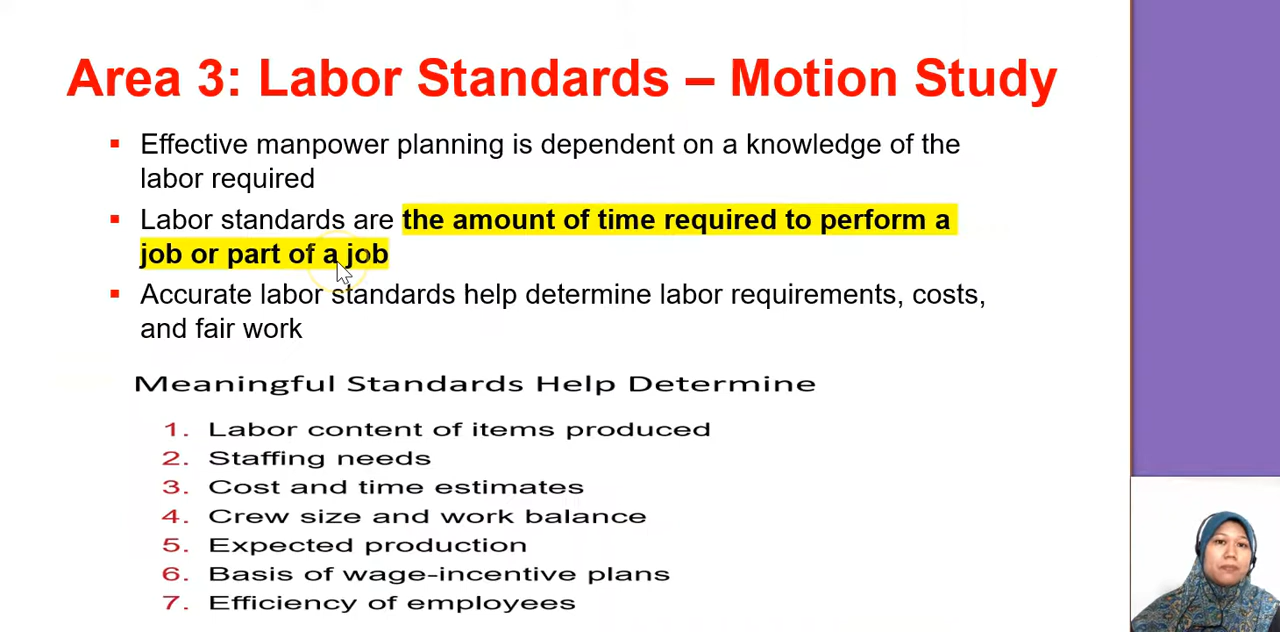 Area 3: Labor Standards – Motion Study
Effective manpower planning is dependent on a knowledge of the
labor required
Labor standards are the amount of time required to perform a
job or part of a job
Accurate labor standards help determine labor requirements, costs,
and fair work
Meaningful Standards Help Determine
1. Labor content of items produced
2. Staffing needs
3. Cost and time estimates
4. Crew size and work balance
5. Expected production
6. Basis of wage-incentive plans
7. Efficiency of employees